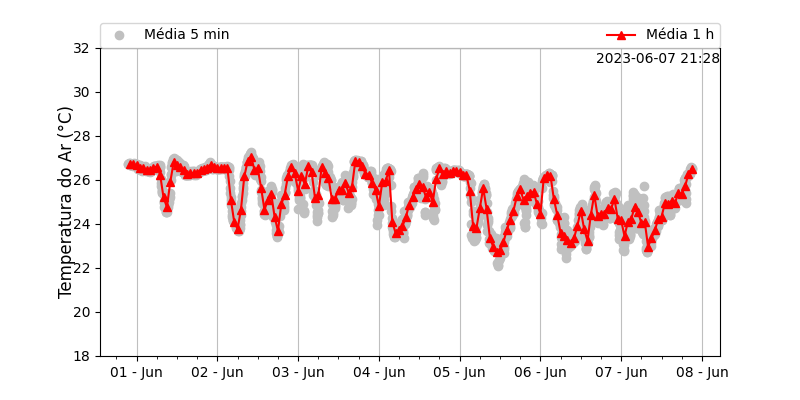 Média 5 min
Média 1 h
2023-06-07 21:28
Temperatura do Ar (°C)
32
30
28
26
24
22
20
18
01 - Jun
02 - Jun
03 - Jun
04 - Jun
05 - Jun
06 - Jun
07 - Jun
08 - Jun